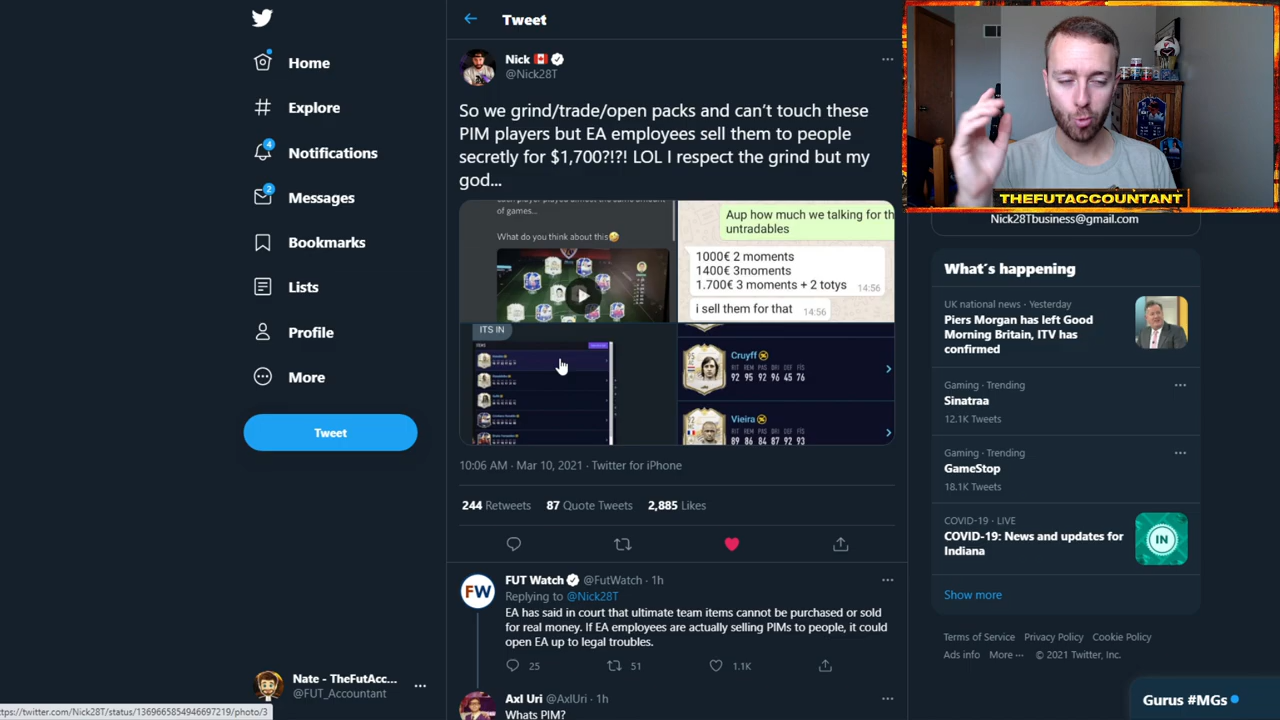 Tweet
Home
Explore
4
Notifications
2
Messages
Bookmarks
Lists
Profile
More
Tweet
Nate - TheFutAcc...
@FUT_Accountant
ttps://twitter.com/Nick28T/status/1369665854946697219/photo/3
Nick
@Nick28T
So we grind/trade/open packs and can't touch these
PIM players but EA employees sell them to people
secretly for $1,700?!?! LOL I respect the grind but my
god...
of games...
What do you think about this
Aup how much we talking for th
untradables
1000€ 2 moments
1400€ 3moments
1.700€ 3 moments + 2 totys 14:56
i sell them for that 14:56
ITS IN
Cruyff
92 95 92 96 45 76
Vieira
89 86 84 87 92 93
10:06 AM · Mar 10, 2021 · Twitter for iPhone
244 Retweets 87 Quote Tweets 2,885 Likes
FW
FUT Watch @FutWatch · 1h
Replying to @Nick28T
EA has said in court that ultimate team items cannot be purchased or sold
for real money. If EA employees are actually selling PIMs to people, it could
open EA up to legal troubles.
25 51 1.1K
Axl Uri @AxlUri · 1h
Whats PIM?
THEFUTACCOUNTANT
Nick28Tbusiness@gmail.com
What's happening
UK national news · Yesterday
Piers Morgan has left Good
Morning Britain, ITV has
confirmed
Gaming · Trending
Sinatraa
12.1K Tweets
Gaming · Trending
GameStop
18.1K Tweets
COVID-19 · LIVE
COVID-19: News and updates for
Indiana
IN
Show more
Terms of Service Privacy Policy Cookie Policy
Ads info More ··· © 2021 Twitter, Inc.
Gurus #MGs